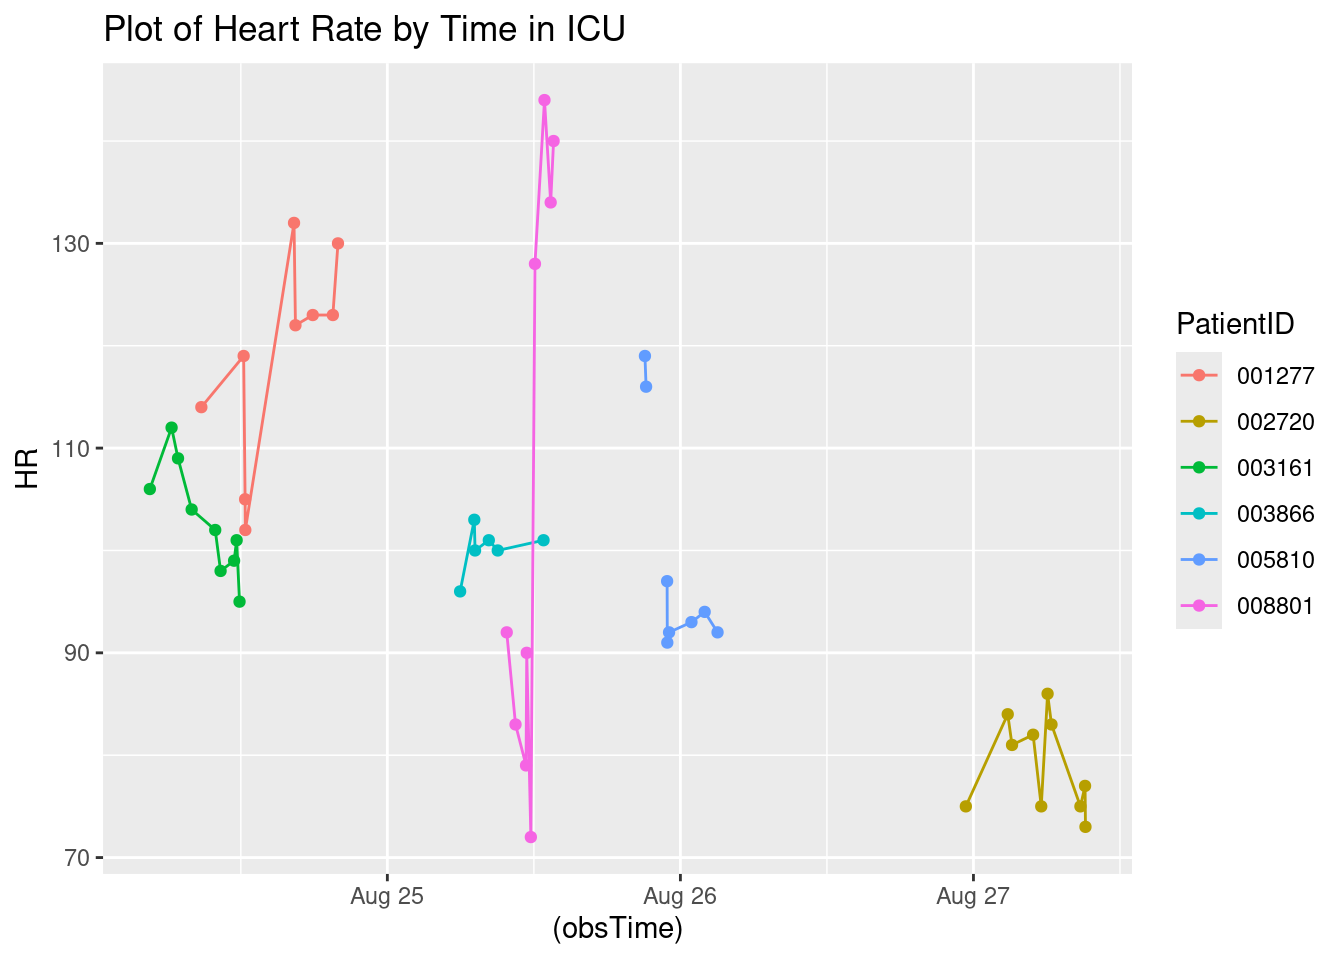 Plot of Heart Rate by Time in ICU
130
110
90
70
HR
Aug 25
Aug 26
Aug 27
(obsTime)
PatientID
001277
002720
003161
003866
005810
008801